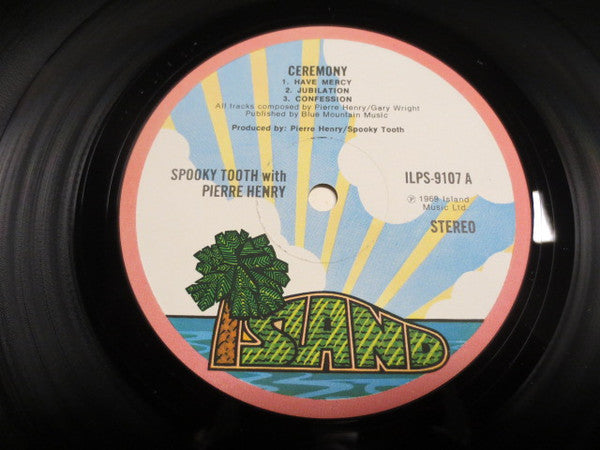 CEREMONY
1. HAVE MERCY
2. JUBILATION
3. CONFESSION
All tracks composed by Pierre Henry/Gary Wright
Published by Blue Mountain Music
Produced by: Pierre Henry/Spooky Tooth
SPOOKY TOOTH with
PIERRE HENRY
ILPS-9107 A
℗ 1969 Island
Music Ltd.
STEREO
ISLAND